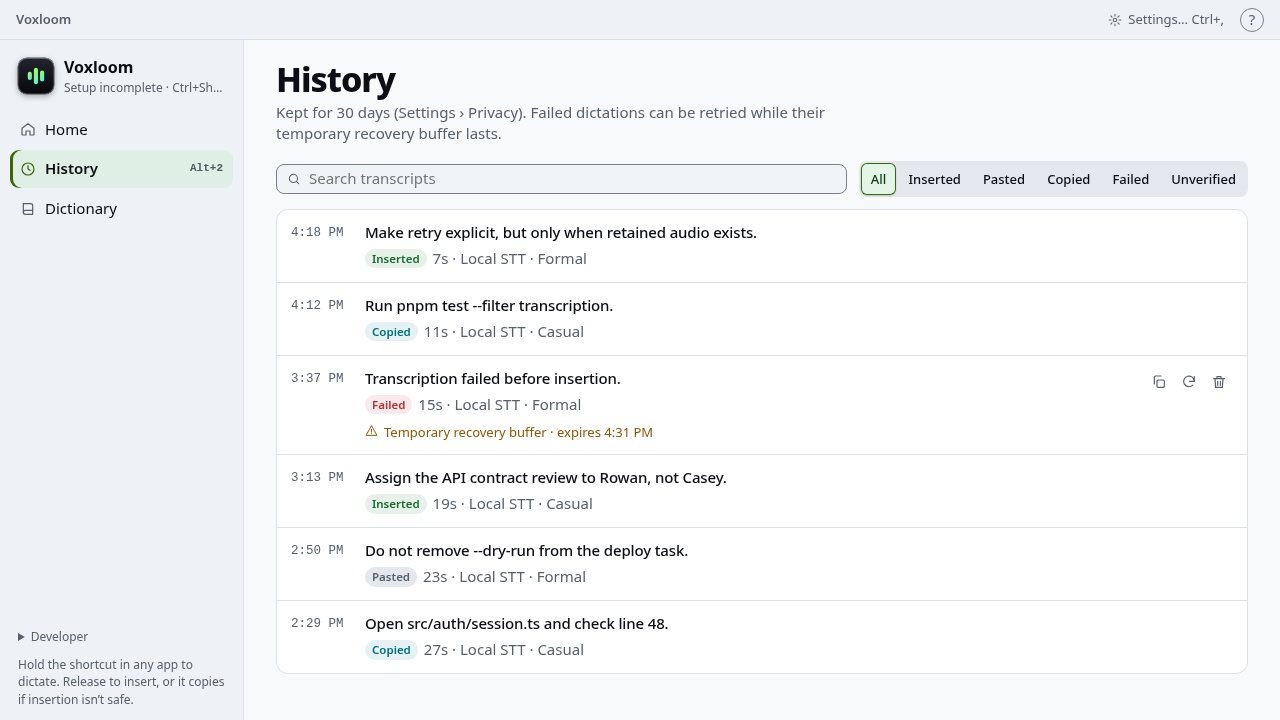 Voxloom
Settings... Ctrl+,
?
Voxloom
Setup incomplete · Ctrl+Sh...
Home
History
Alt+2
Dictionary
Developer
Hold the shortcut in any app to
dictate. Release to insert, or it copies
if insertion isn’t safe.
History
Kept for 30 days (Settings › Privacy). Failed dictations can be retried while their
temporary recovery buffer lasts.
Search transcripts
All
Inserted
Pasted
Copied
Failed
Unverified
4:18 PM
Make retry explicit, but only when retained audio exists.
Inserted
7s · Local STT · Formal
4:12 PM
Run pnpm test --filter transcription.
Copied
11s · Local STT · Casual
3:37 PM
Transcription failed before insertion.
Failed
15s · Local STT · Formal
Temporary recovery buffer · expires 4:31 PM
3:13 PM
Assign the API contract review to Rowan, not Casey.
Inserted
19s · Local STT · Casual
2:50 PM
Do not remove --dry-run from the deploy task.
Pasted
23s · Local STT · Formal
2:29 PM
Open src/auth/session.ts and check line 48.
Copied
27s · Local STT · Casual